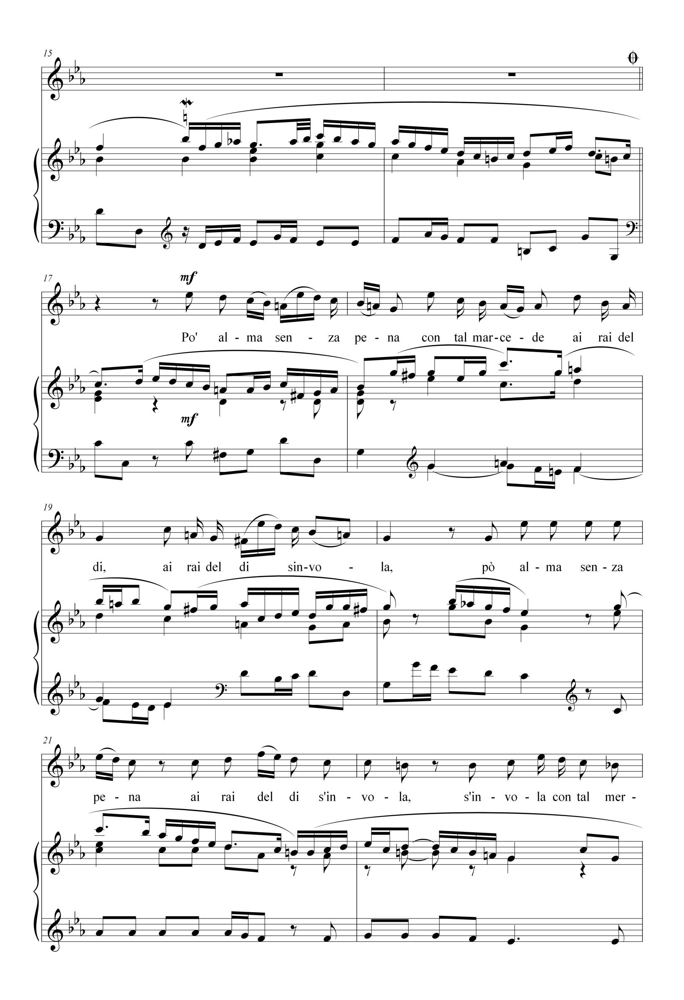 15
17
mf
Po' al - ma sen - za pe - na con tal mar - ce - de ai rai del
mf
19
di, ai rai del di sin - vo - la, pò al - ma sen - za
21
pe - na ai rai del di s'in - vo - la, s'in - vo - la con tal mer -